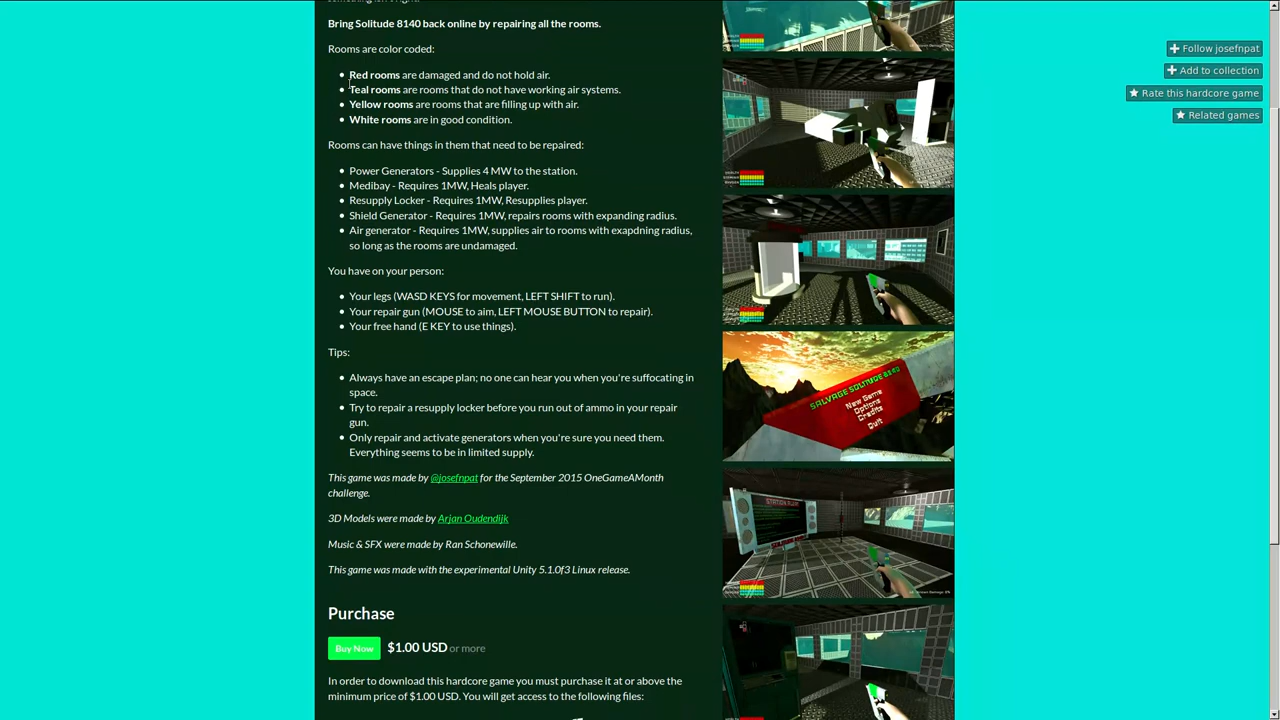 Bring Solitude 8140 back online by repairing all the rooms.
Rooms are color coded:
Red rooms are damaged and do not hold air.
Teal rooms are rooms that do not have working air systems.
Yellow rooms are rooms that are filling up with air.
White rooms are in good condition.
Rooms can have things in them that need to be repaired:
Power Generators - Supplies 4 MW to the station.
Medibay - Requires 1MW, Heals player.
Resupply Locker - Requires 1MW, Resupplies player.
Shield Generator - Requires 1MW, repairs rooms with expanding radius.
Air generator - Requires 1MW, supplies air to rooms with exapdning radius,
so long as the rooms are undamaged.
You have on your person:
Your legs (WASD KEYS for movement, LEFT SHIFT to run).
Your repair gun (MOUSE to aim, LEFT MOUSE BUTTON to repair).
Your free hand (E KEY to use things).
Tips:
Always have an escape plan; no one can hear you when you're suffocating in
space.
Try to repair a resupply locker before you run out of ammo in your repair
gun.
Only repair and activate generators when you're sure you need them.
Everything seems to be in limited supply.
This game was made by @josefnpat for the September 2015 OneGameAMonth
challenge.
3D Models were made by Arjan Oudendijk
Music & SFX were made by Ran Schonewille.
This game was made with the experimental Unity 5.1.0f3 Linux release.
Purchase
Buy Now $1.00 USD or more
In order to download this hardcore game you must purchase it at or above the
minimum price of $1.00 USD. You will get access to the following files:
SALVAGE SOLITUDE 8140
New Game
Options
Credits
Quit
Follow josefnpat
Add to collection
Rate this hardcore game
Related games